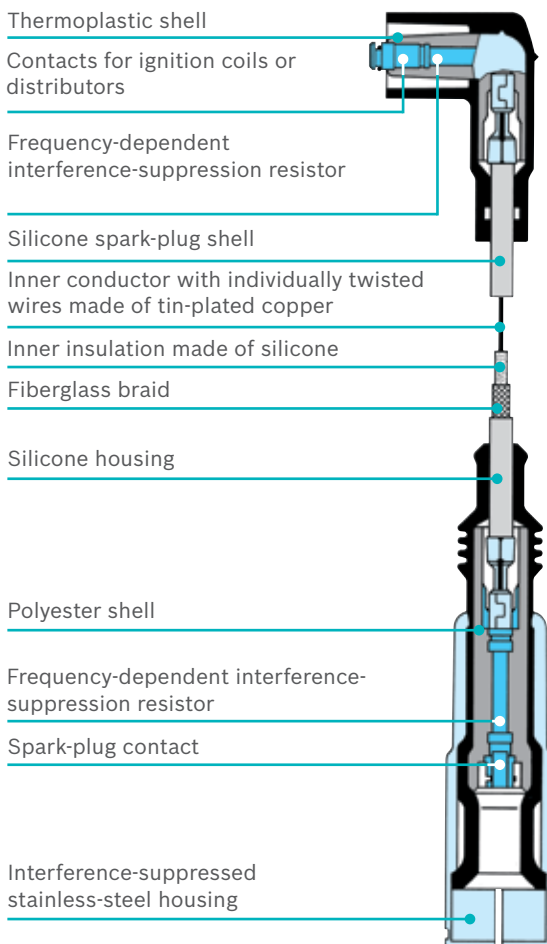 Thermoplastic shell
Contacts for ignition coils or
distributors
Frequency-dependent
interference-suppression resistor
Silicone spark-plug shell
Inner conductor with individually twisted
wires made of tin-plated copper
Inner insulation made of silicone
Fiberglass braid
Silicone housing
Polyester shell
Frequency-dependent interference-
suppression resistor
Spark-plug contact
Interference-suppressed
stainless-steel housing